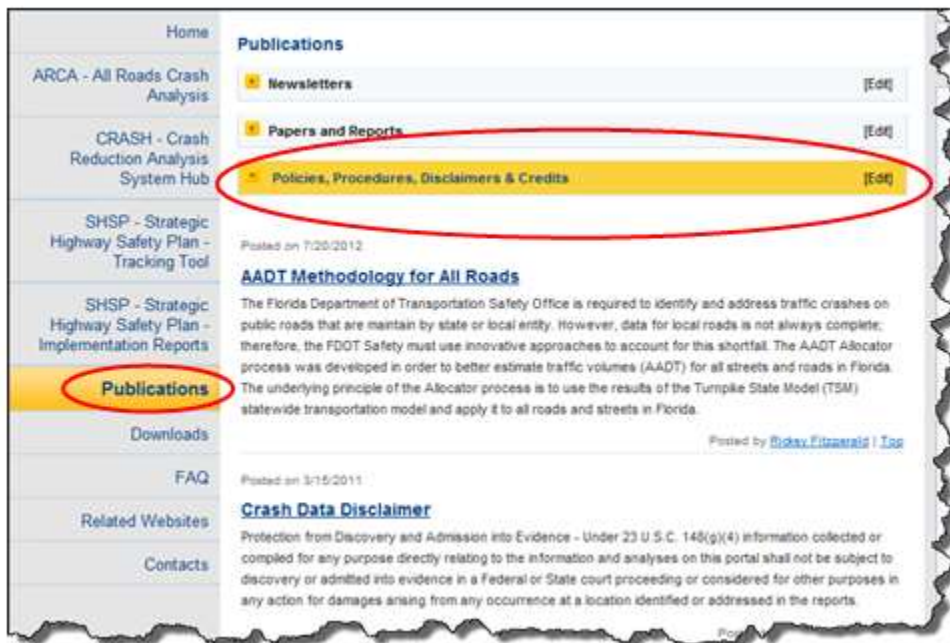 Home
ARCA - All Roads Crash
Analysis
CRASH - Crash
Reduction Analysis
System Hub
SHSP - Strategic
Highway Safety Plan -
Tracking Tool
SHSP - Strategic
Highway Safety Plan -
Implementation Reports
Publications
Downloads
FAQ
Related Websites
Contacts
Publications
Newsletters [Edit]
Papers and Reports [Edit]
Policies, Procedures, Disclaimers & Credits [Edit]
Posted on 7/20/2012
AADT Methodology for All Roads
The Florida Department of Transportation Safety Office is required to identify and address traffic crashes on
public roads that are maintain by state or local entity. However, data for local roads is not always complete;
therefore, the FDOT Safety must use innovative approaches to account for this shortfall. The AADT Allocator
process was developed in order to better estimate traffic volumes (AADT) for all streets and roads in Florida.
The underlying principle of the Allocator process is to use the results of the Turnpike State Model (TSM)
statewide transportation model and apply it to all roads and streets in Florida.
Posted by Rickey Fitzgerald | Top
Posted on 3/15/2011
Crash Data Disclaimer
Protection from Discovery and Admission into Evidence - Under 23 U.S.C. 148(g)(4) information collected or
compiled for any purpose directly relating to the information and analyses on this portal shall not be subject to
discovery or admitted into evidence in a Federal or State court proceeding or considered for other purposes in
any action for damages arising from any occurrence at a location identified or addressed in the reports.